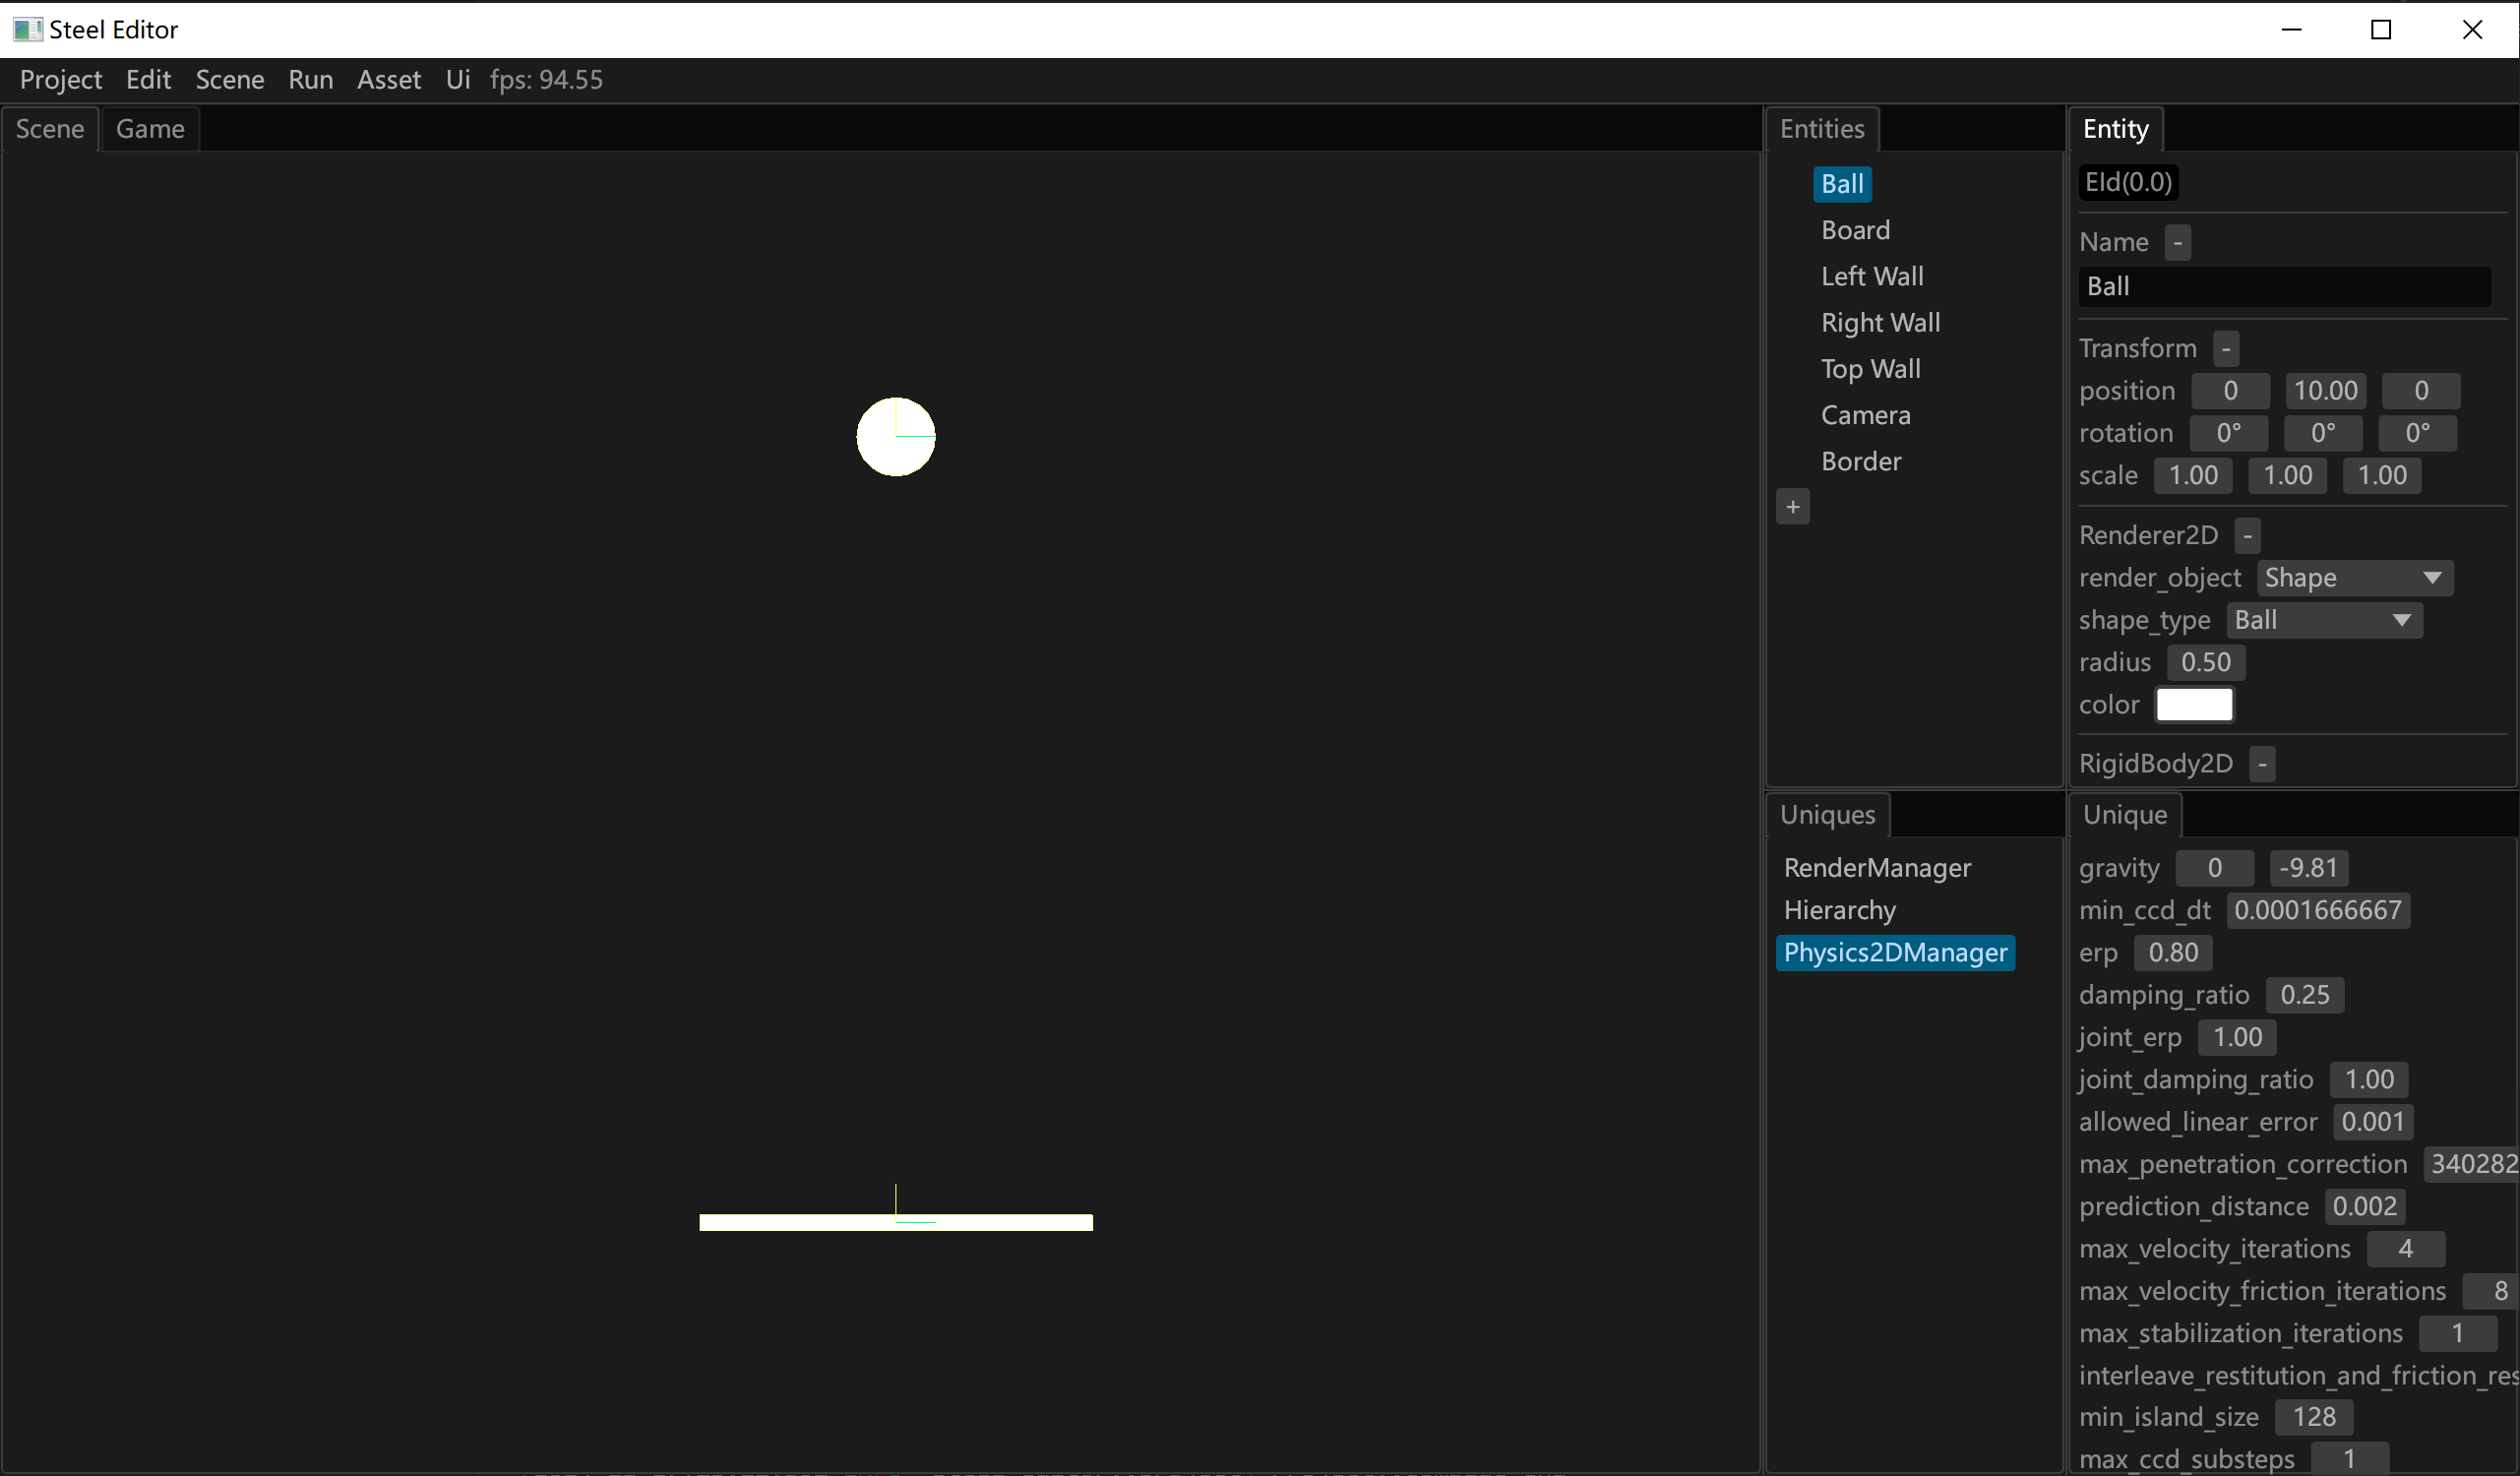 Steel Editor
Project Edit Scene Run Asset Ui fps: 94.55
Scene Game
Entities
Ball
Board
Left Wall
Right Wall
Top Wall
Camera
Border
+
Entity
EId(0.0)
Name -
Ball
Transform -
position 0 10.00 0
rotation 0° 0° 0°
scale 1.00 1.00 1.00
Renderer2D -
render_object Shape
shape_type Ball
radius 0.50
color
RigidBody2D -
Uniques
RenderManager
Hierarchy
Physics2DManager
Unique
gravity 0 -9.81
min_ccd_dt 0.0001666667
erp 0.80
damping_ratio 0.25
joint_erp 1.00
joint_damping_ratio 1.00
allowed_linear_error 0.001
max_penetration_correction 340282
prediction_distance 0.002
max_velocity_iterations 4
max_velocity_friction_iterations 8
max_stabilization_iterations 1
interleave_restitution_and_friction_res
min_island_size 128
max_ccd_substeps 1